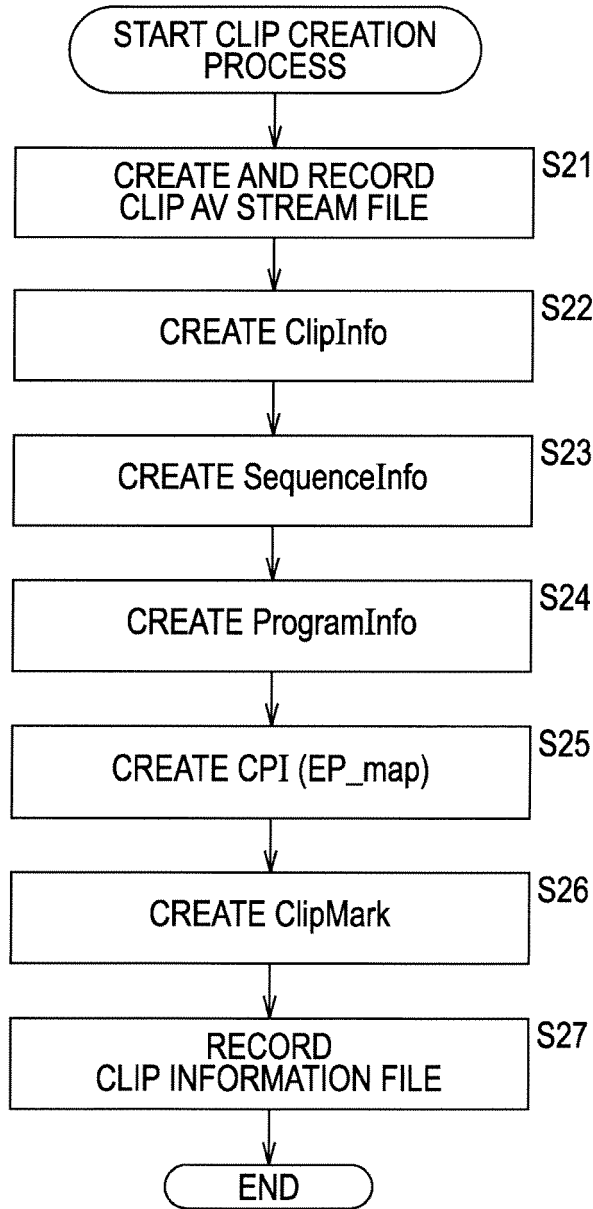 START CLIP CREATION
PROCESS
S21
CREATE AND RECORD
CLIP AV STREAM FILE
S22
CREATE ClipInfo
S23
CREATE SequenceInfo
S24
CREATE ProgramInfo
S25
CREATE CPI (EP_map)
S26
CREATE ClipMark
S27
RECORD
CLIP INFORMATION FILE
END